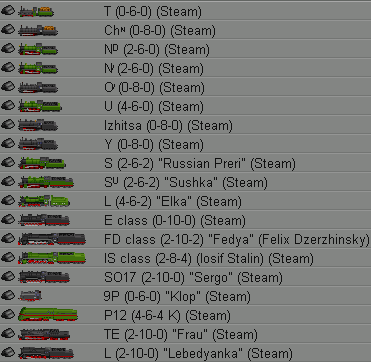 T (0-6-0) (Steam)
Chᴺ (0-8-0) (Steam)
Nᴰ (2-6-0) (Steam)
Nⱽ (2-6-0) (Steam)
Oⱽ (0-8-0) (Steam)
U (4-6-0) (Steam)
Izhitsa (0-8-0) (Steam)
Y (0-8-0) (Steam)
S (2-6-2) "Russian Preri" (Steam)
Sᵁ (2-6-2) "Sushka" (Steam)
L (4-6-2) "Elka" (Steam)
E class (0-10-0) (Steam)
FD class (2-10-2) "Fedya" (Felix Dzerzhinsky)
IS class (2-8-4) (Iosif Stalin) (Steam)
SO17 (2-10-0) "Sergo" (Steam)
9P (0-6-0) "Klop" (Steam)
P12 (4-6-4 K) (Steam)
TE (2-10-0) "Frau" (Steam)
L (2-10-0) "Lebedyanka" (Steam)